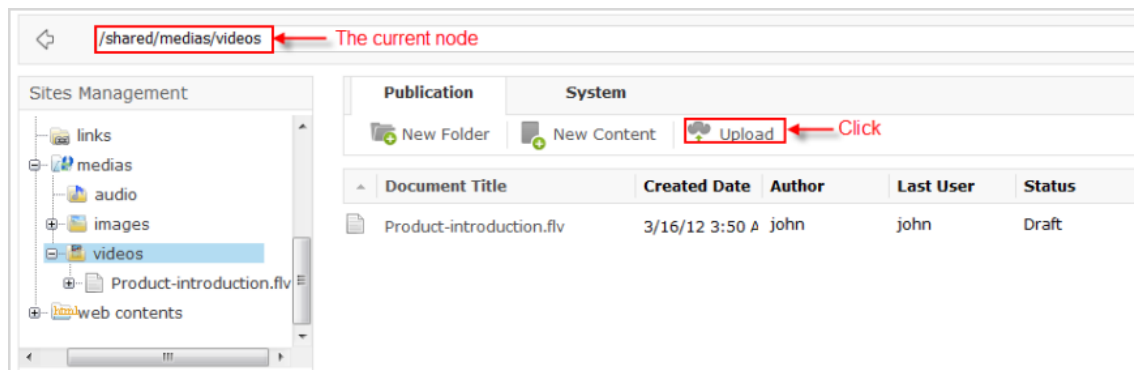 /shared/medias/videos The current node
Sites Management
Publication System
links
New Folder New Content Upload Click
medias
audio
Document Title Created Date Author Last User Status
images
Product-introduction.flv 3/16/12 3:50 A john john Draft
videos
Product-introduction.flv
html web contents